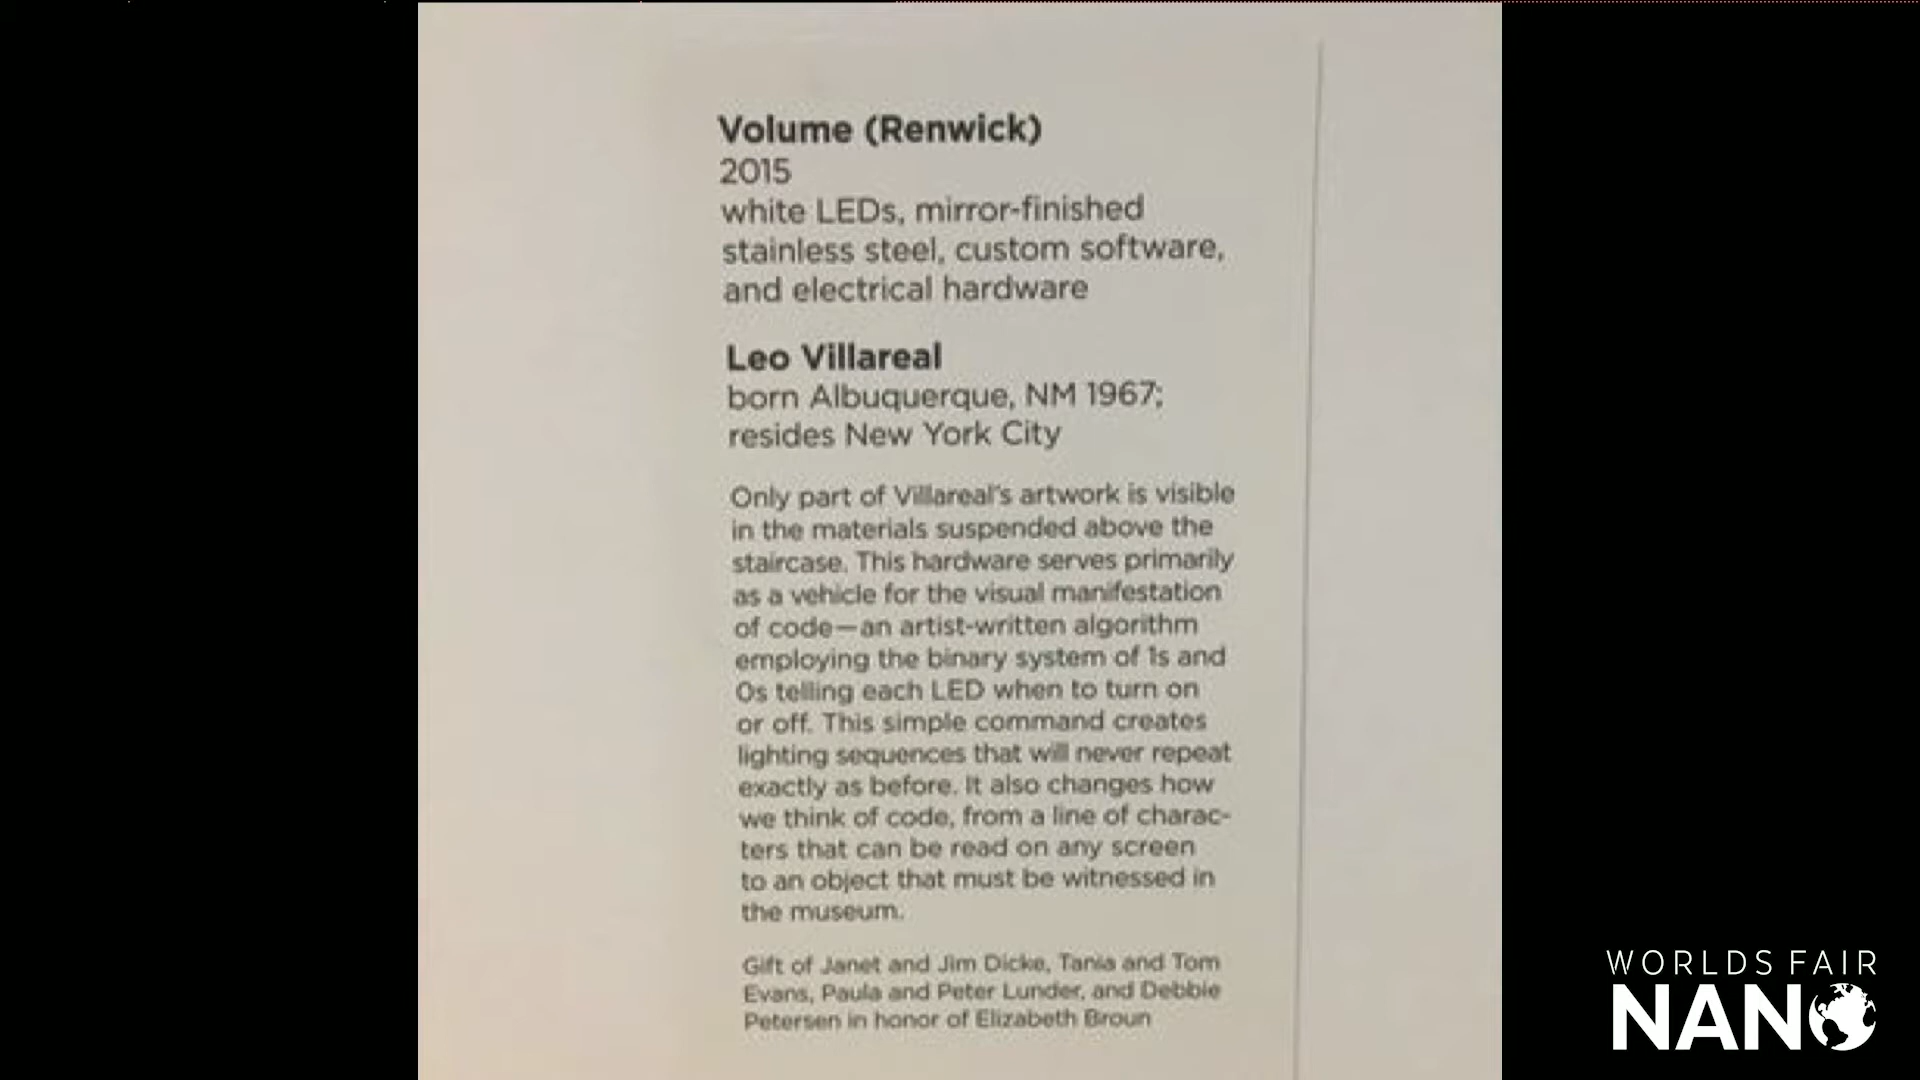 Volume (Renwick)
2015
white LEDs, mirror-finished
stainless steel, custom software,
and electrical hardware
Leo Villareal
born Albuquerque, NM 1967;
resides New York City
Only part of Villareal's artwork is visible
in the materials suspended above the
staircase. This hardware serves primarily
as a vehicle for the visual manifestation
of code—an artist-written algorithm
employing the binary system of 1s and
0s telling each LED when to turn on
or off. This simple command creates
lighting sequences that will never repeat
exactly as before. It also changes how
we think of code, from a line of charac-
ters that can be read on any screen
to an object that must be witnessed in
the museum.
Gift of Janet and Jim Dicke, Tania and Tom
Evans, Paula and Peter Lunder, and Debbie
Petersen in honor of Elizabeth Broun
WORLDS FAIR
NANO